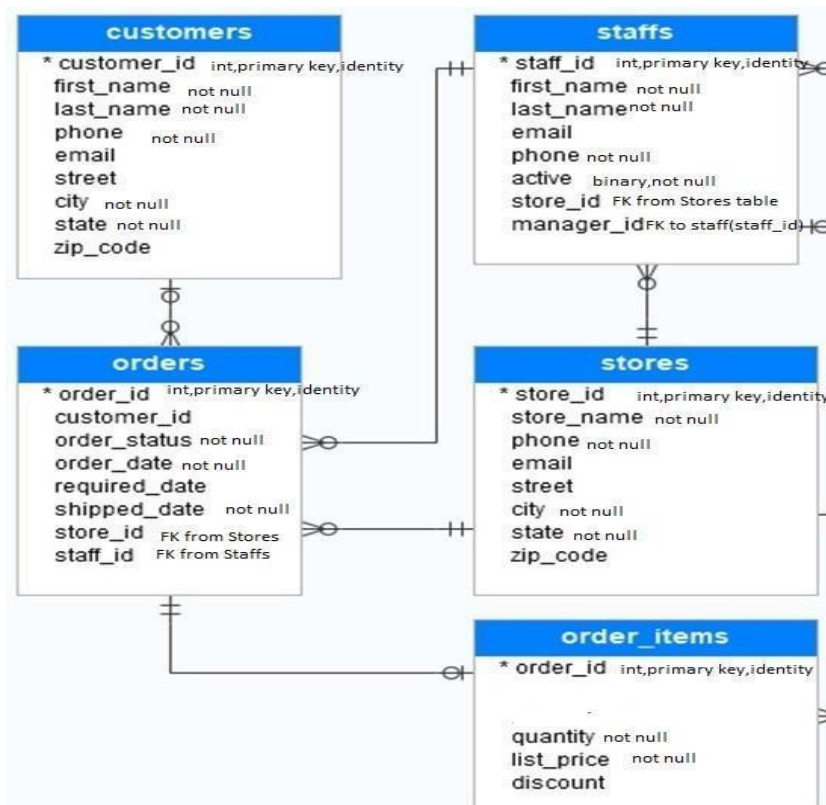 customers
* customer_id int,primary key,identity
first_name not null
last_name not null
phone not null
email
street
city not null
state not null
zip_code
staffs
* staff_id int,primary key,identity
first_name not null
last_name not null
email
phone not null
active binary,not null
store_id FK from Stores table
manager_id FK to staff(staff_id)
orders
* order_id int,primary key,identity
customer_id
order_status not null
order_date not null
required_date
shipped_date not null
store_id FK from Stores
staff_id FK from Staffs
stores
* store_id int,primary key,identity
store_name not null
phone not null
email
street
city not null
state not null
zip_code
order_items
* order_id int,primary key,identity
quantity not null
list_price not null
discount